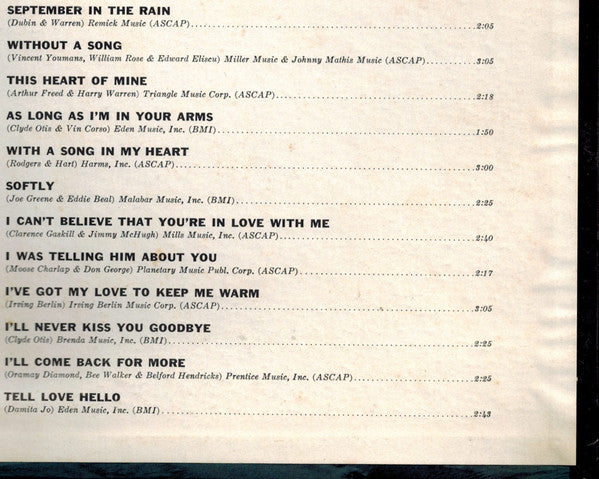 SEPTEMBER IN THE RAIN
(Dubin & Warren) Remick Music (ASCAP)........2:05
WITHOUT A SONG
(Vincent Youmans, William Rose & Edward Eliscu) Miller Music & Johnny Mathis Music (ASCAP)........3:05
THIS HEART OF MINE
(Arthur Freed & Harry Warren) Triangle Music Corp. (ASCAP)........2:18
AS LONG AS I'M IN YOUR ARMS
(Clyde Otis & Vin Corso) Eden Music, Inc. (BMI)........1:50
WITH A SONG IN MY HEART
(Rodgers & Hart) Harms, Inc. (ASCAP)........3:00
SOFTLY
(Joe Greene & Eddie Beal) Malabar Music, Inc. (BMI)........2:25
I CAN'T BELIEVE THAT YOU'RE IN LOVE WITH ME
(Clarence Gaskill & Jimmy McHugh) Mills Music, Inc. (ASCAP)........2:40
I WAS TELLING HIM ABOUT YOU
(Moose Charlap & Don George) Planetary Music Publ. Corp. (ASCAP)........2:17
I'VE GOT MY LOVE TO KEEP ME WARM
(Irving Berlin) Irving Berlin Music Corp. (ASCAP)........3:05
I'LL NEVER KISS YOU GOODBYE
(Clyde Otis) Brenda Music, Inc. (BMI)........2:25
I'LL COME BACK FOR MORE
(Oramay Diamond, Bee Walker & Belford Hendricks) Prentice Music, Inc. (ASCAP)........2:25
TELL LOVE HELLO
(Damita Jo) Eden Music, Inc. (BMI)........2:43